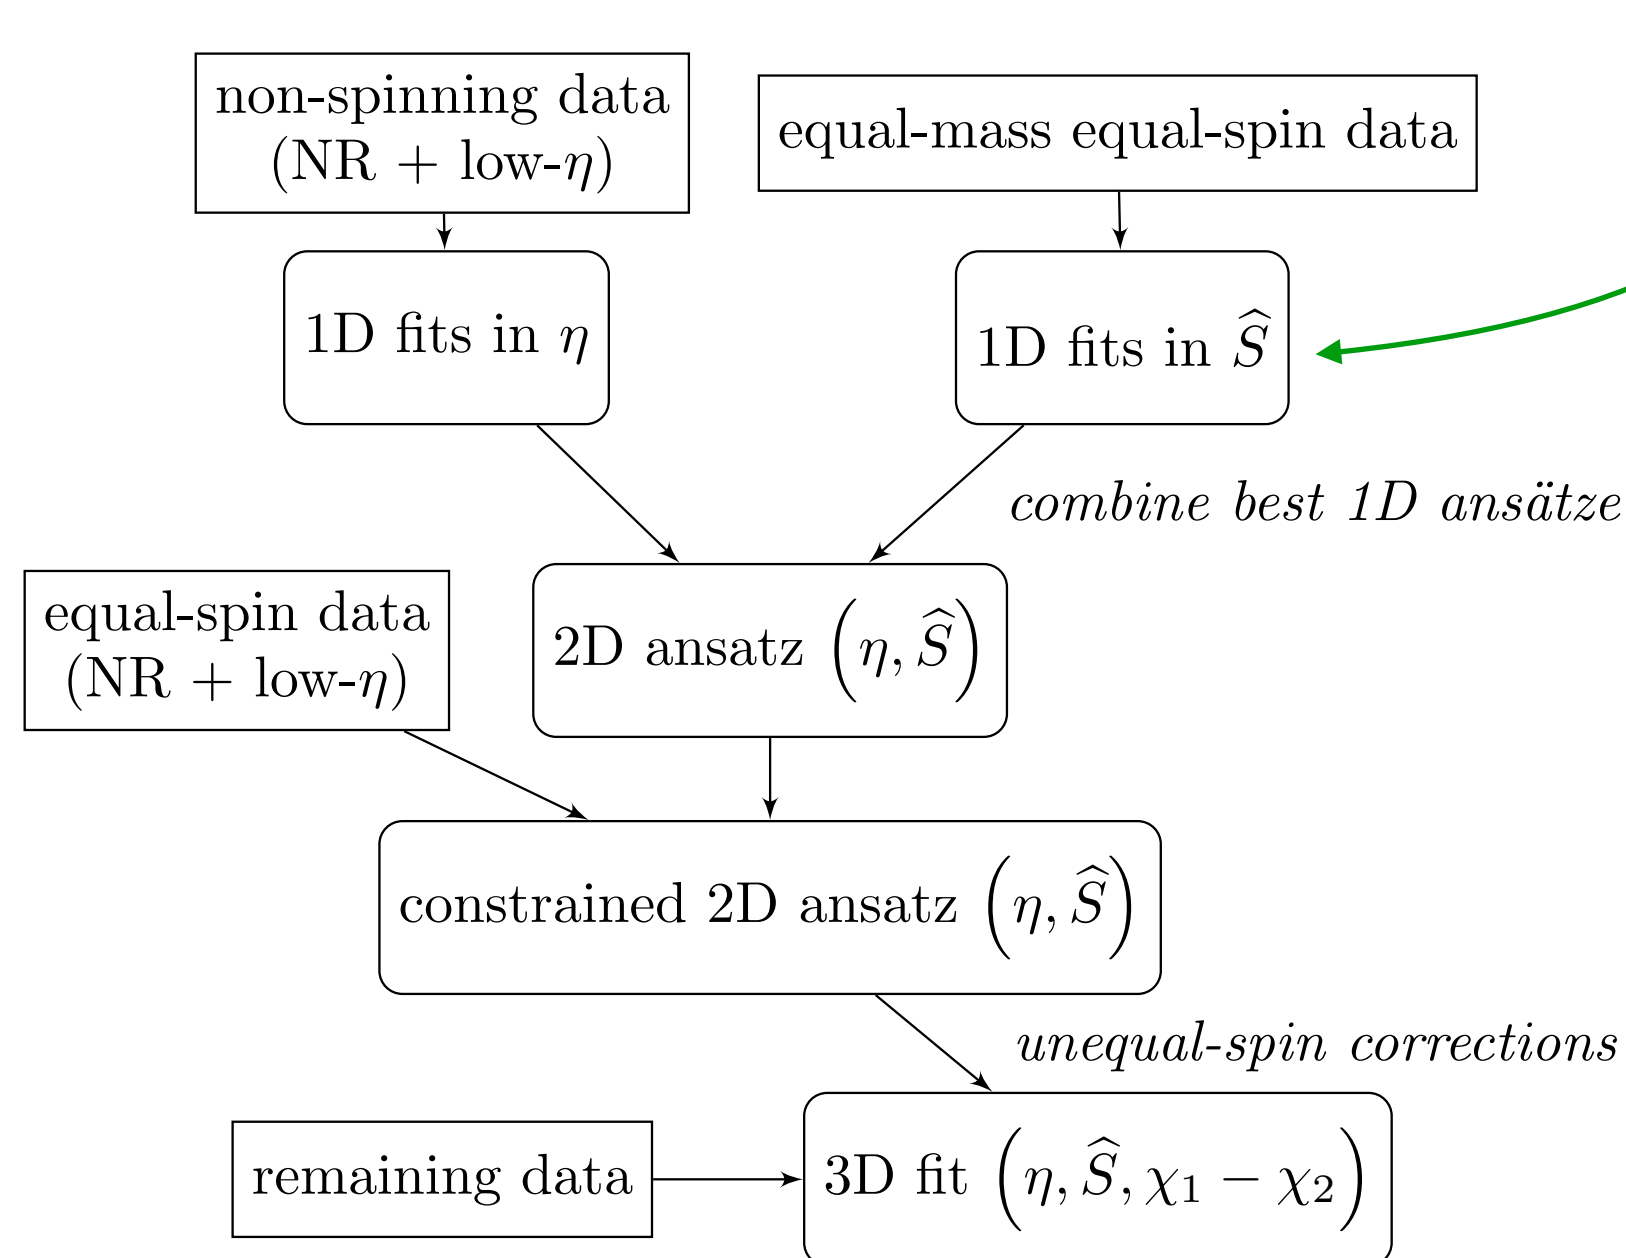 non-spinning data
(NR + low-η)
equal-mass equal-spin data
1D fits in η
1D fits in Ŝ
combine best 1D ansätze
equal-spin data
(NR + low-η)
2D ansatz (η, Ŝ)
constrained 2D ansatz (η, Ŝ)
unequal-spin corrections
remaining data
3D fit (η, Ŝ, χ₁ − χ₂)